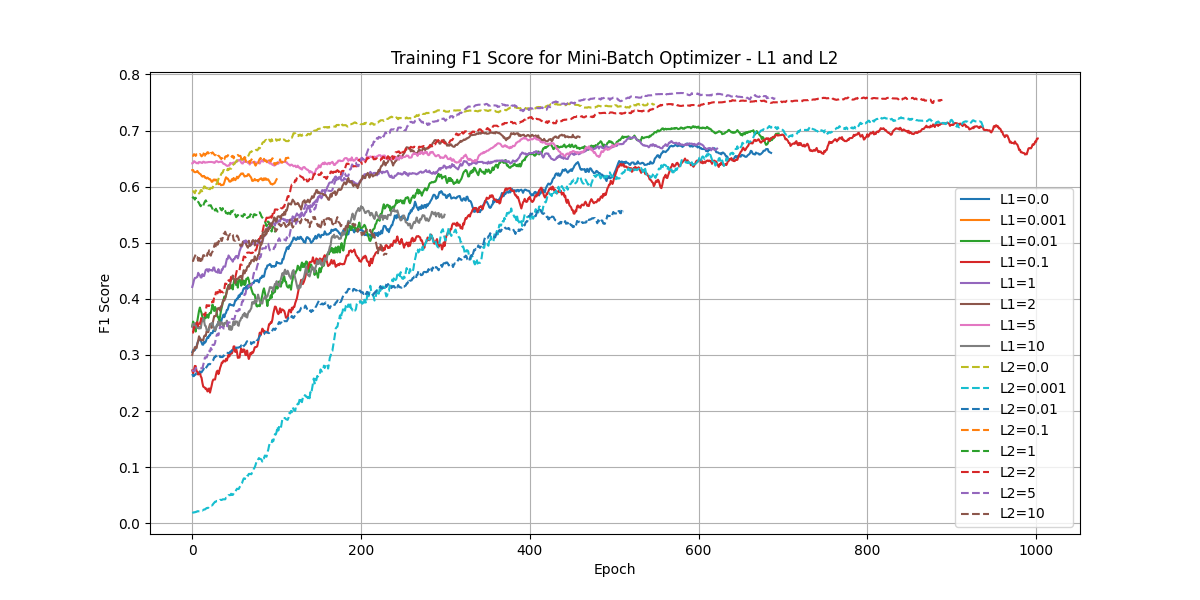 Training F1 Score for Mini-Batch Optimizer - L1 and L2
0.8
0.7
0.6
0.5
0.4
0.3
0.2
0.1
0.0
F1 Score
0
200
400
600
800
1000
Epoch
L1=0.0
L1=0.001
L1=0.01
L1=0.1
L1=1
L1=2
L1=5
L1=10
L2=0.0
L2=0.001
L2=0.01
L2=0.1
L2=1
L2=2
L2=5
L2=10